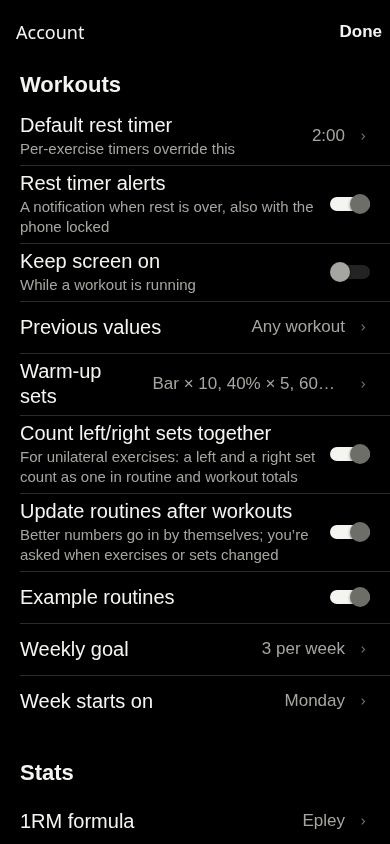 Account
Done
Workouts
Default rest timer
Per-exercise timers override this
2:00
Rest timer alerts
A notification when rest is over, also with the
phone locked
Keep screen on
While a workout is running
Previous values
Any workout
Warm-up
sets
Bar × 10, 40% × 5, 60…
Count left/right sets together
For unilateral exercises: a left and a right set
count as one in routine and workout totals
Update routines after workouts
Better numbers go in by themselves; you’re
asked when exercises or sets changed
Example routines
Weekly goal
3 per week
Week starts on
Monday
Stats
1RM formula
Epley